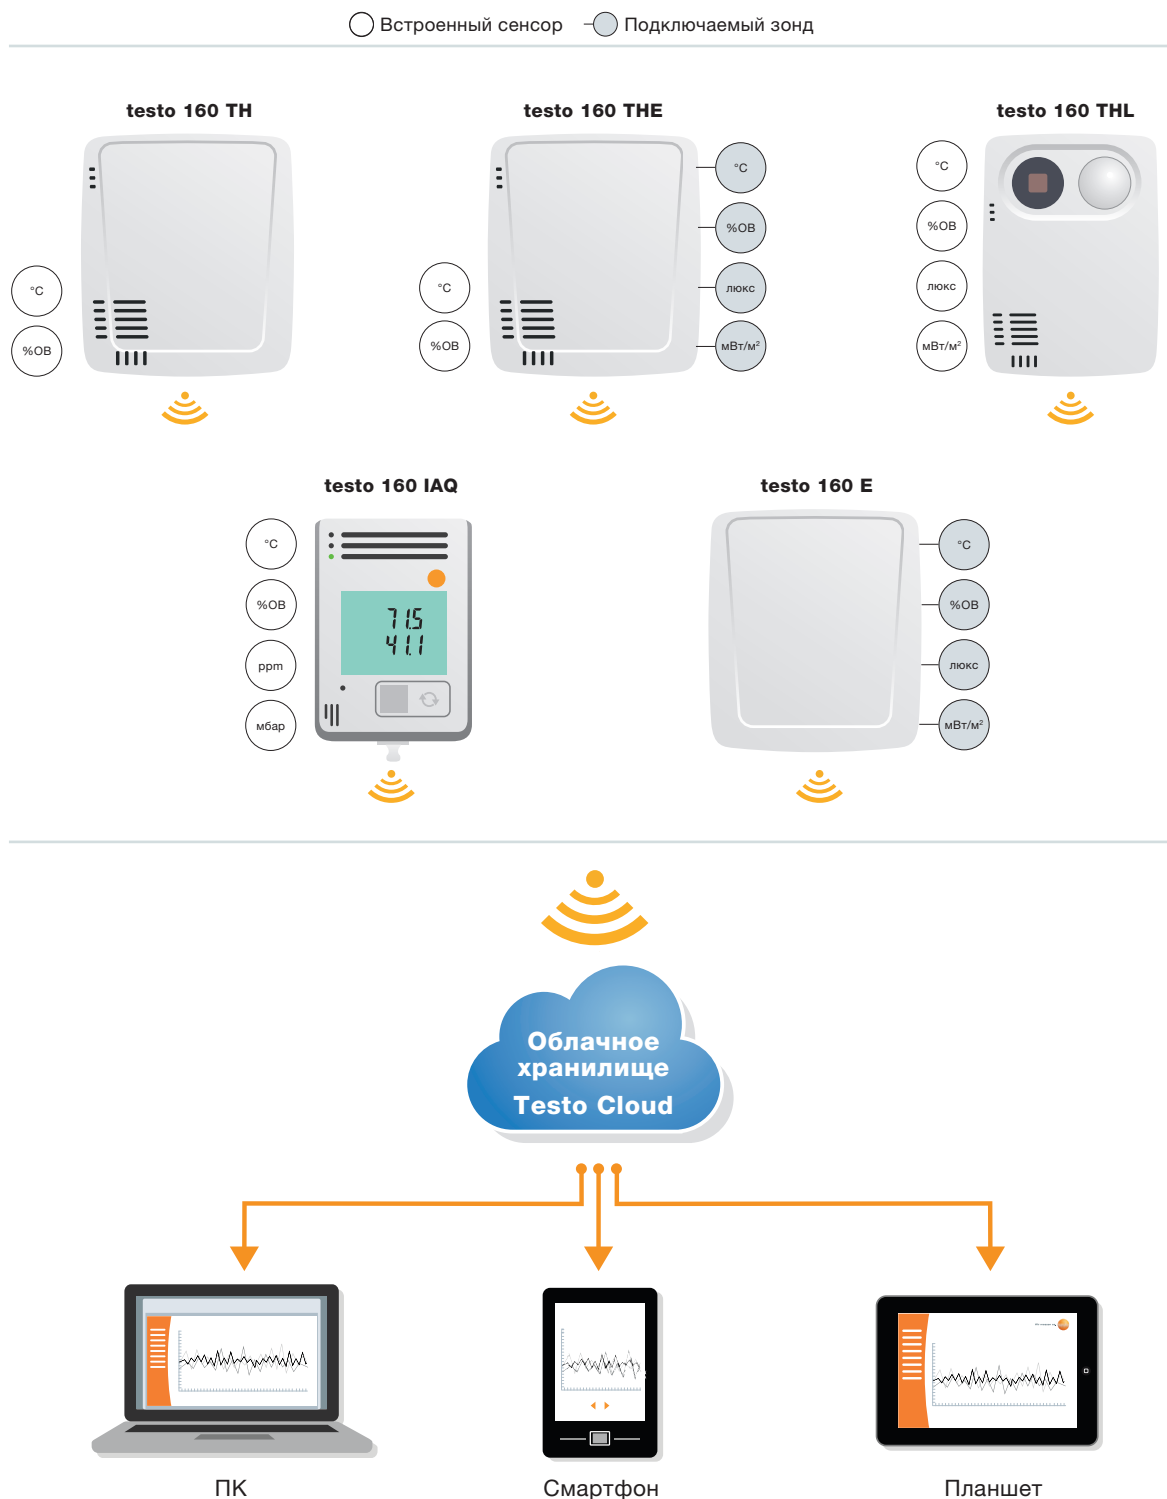 Встроенный сенсор
Подключаемый зонд
testo 160 TH
°C
%ОВ
testo 160 THE
°C
%ОВ
°C
%ОВ
люкс
мВт/м²
testo 160 THL
°C
%ОВ
люкс
мВт/м²
testo 160 IAQ
°C
%ОВ
ppm
мбар
71.5
41.1
testo 160 E
°C
%ОВ
люкс
мВт/м²
Облачное
хранилище
Testo Cloud
ПК
Смартфон
Планшет